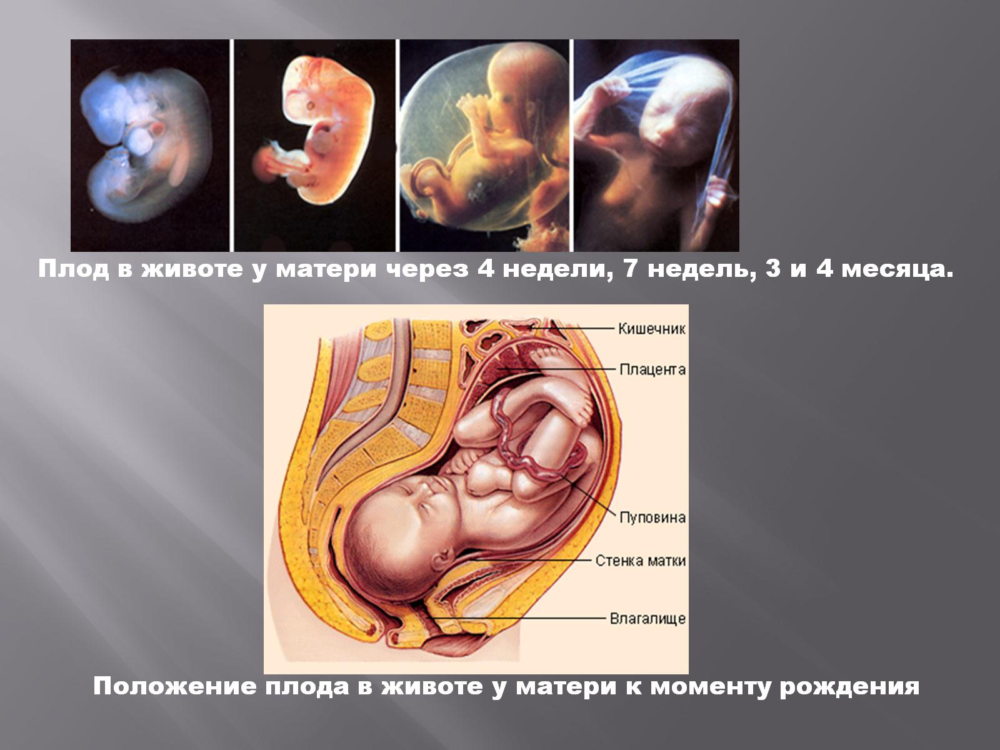 Плод в животе у матери через 4 недели, 7 недель, 3 и 4 месяца.
Кишечник
Плацента
Пуповина
Стенка матки
Влагалище
Положение плода в животе у матери к моменту рождения